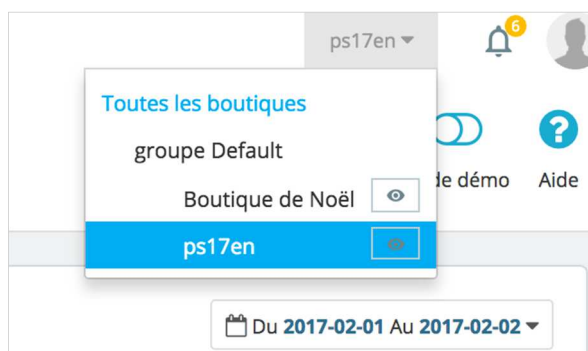 ps17en
6
Toutes les boutiques
groupe Default
Boutique de Noël
de démo
Aide
ps17en
Du 2017-02-01 Au 2017-02-02